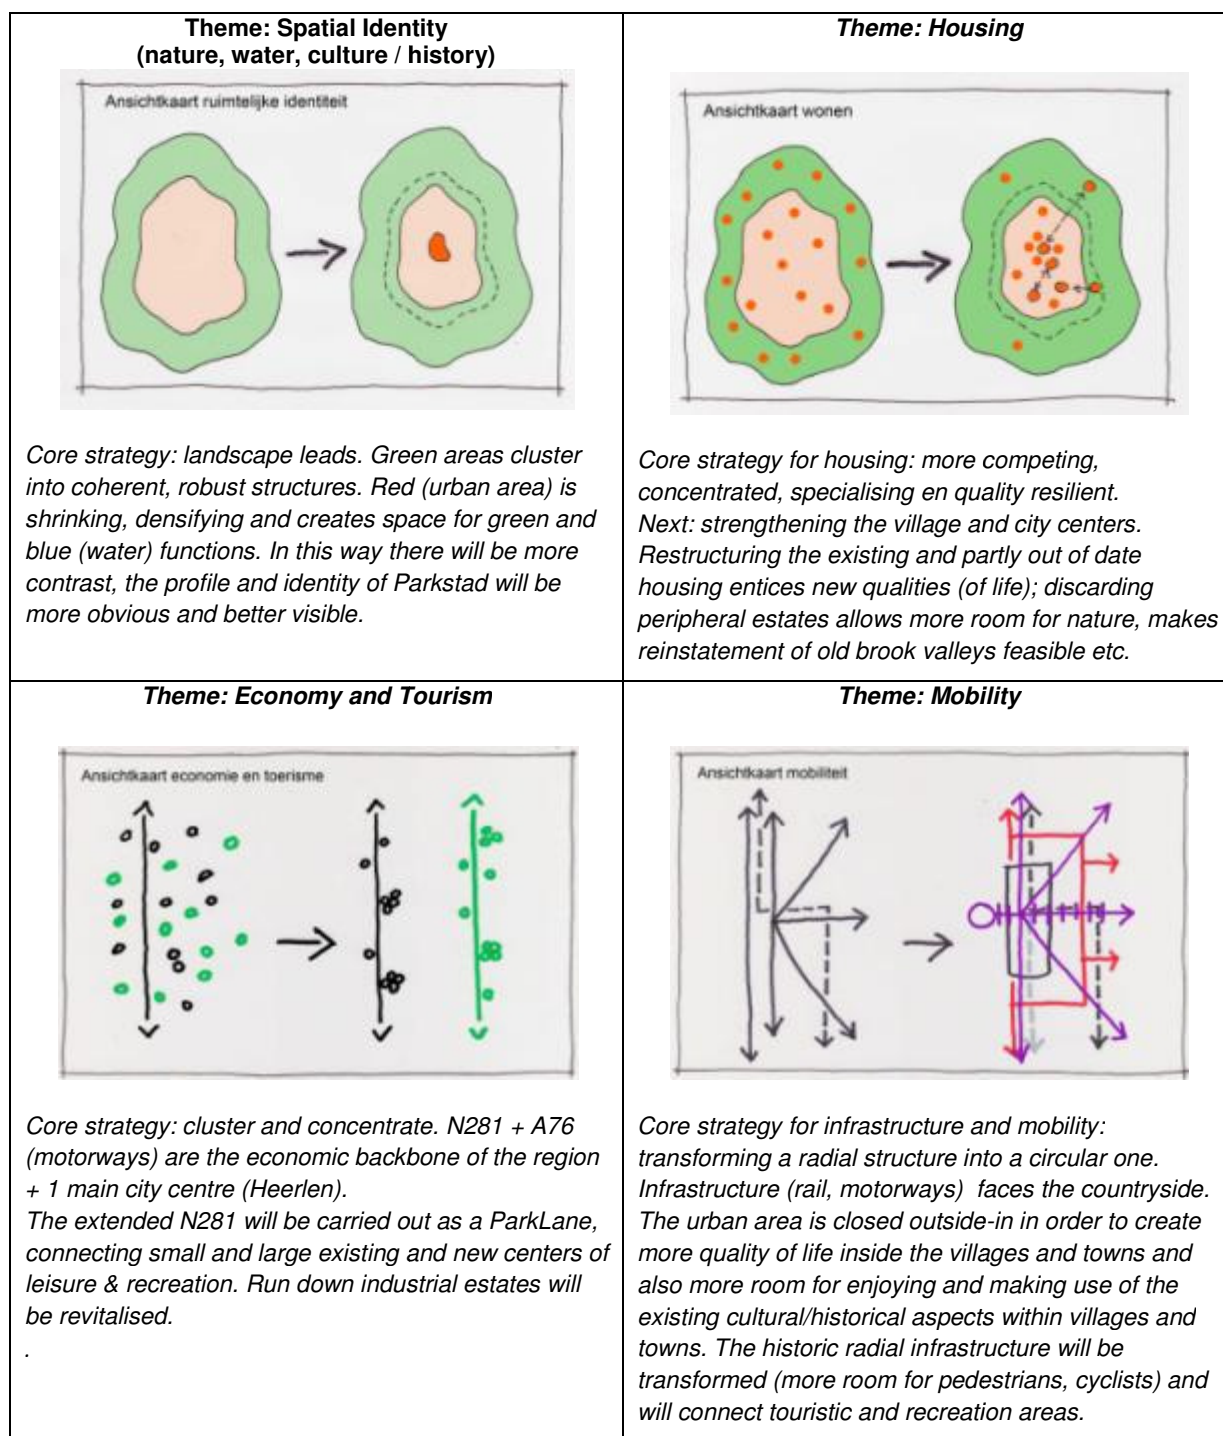 Theme: Spatial Identity
(nature, water, culture / history)
Ansichtkaart ruimtelijke identiteit
Core strategy: landscape leads. Green areas cluster
into coherent, robust structures. Red (urban area) is
shrinking, densifying and creates space for green and
blue (water) functions. In this way there will be more
contrast, the profile and identity of Parkstad will be
more obvious and better visible.
Theme: Housing
Ansichtkaart wonen
Core strategy for housing: more competing,
concentrated, specialising en quality resilient.
Next: strengthening the village and city centers.
Restructuring the existing and partly out of date
housing entices new qualities (of life); discarding
peripheral estates allows more room for nature, makes
reinstatement of old brook valleys feasible etc.
Theme: Economy and Tourism
Ansichtkaart economie en toerisme
Core strategy: cluster and concentrate. N281 + A76
(motorways) are the economic backbone of the region
+ 1 main city centre (Heerlen).
The extended N281 will be carried out as a ParkLane,
connecting small and large existing and new centers of
leisure & recreation. Run down industrial estates will
be revitalised.
.
Theme: Mobility
Ansichtkaart mobiliteit
Core strategy for infrastructure and mobility:
transforming a radial structure into a circular one.
Infrastructure (rail, motorways)  faces the countryside.
The urban area is closed outside-in in order to create
more quality of life inside the villages and towns and
also more room for enjoying and making use of the
existing cultural/historical aspects within villages and
towns. The historic radial infrastructure will be
transformed (more room for pedestrians, cyclists) and
will connect touristic and recreation areas.